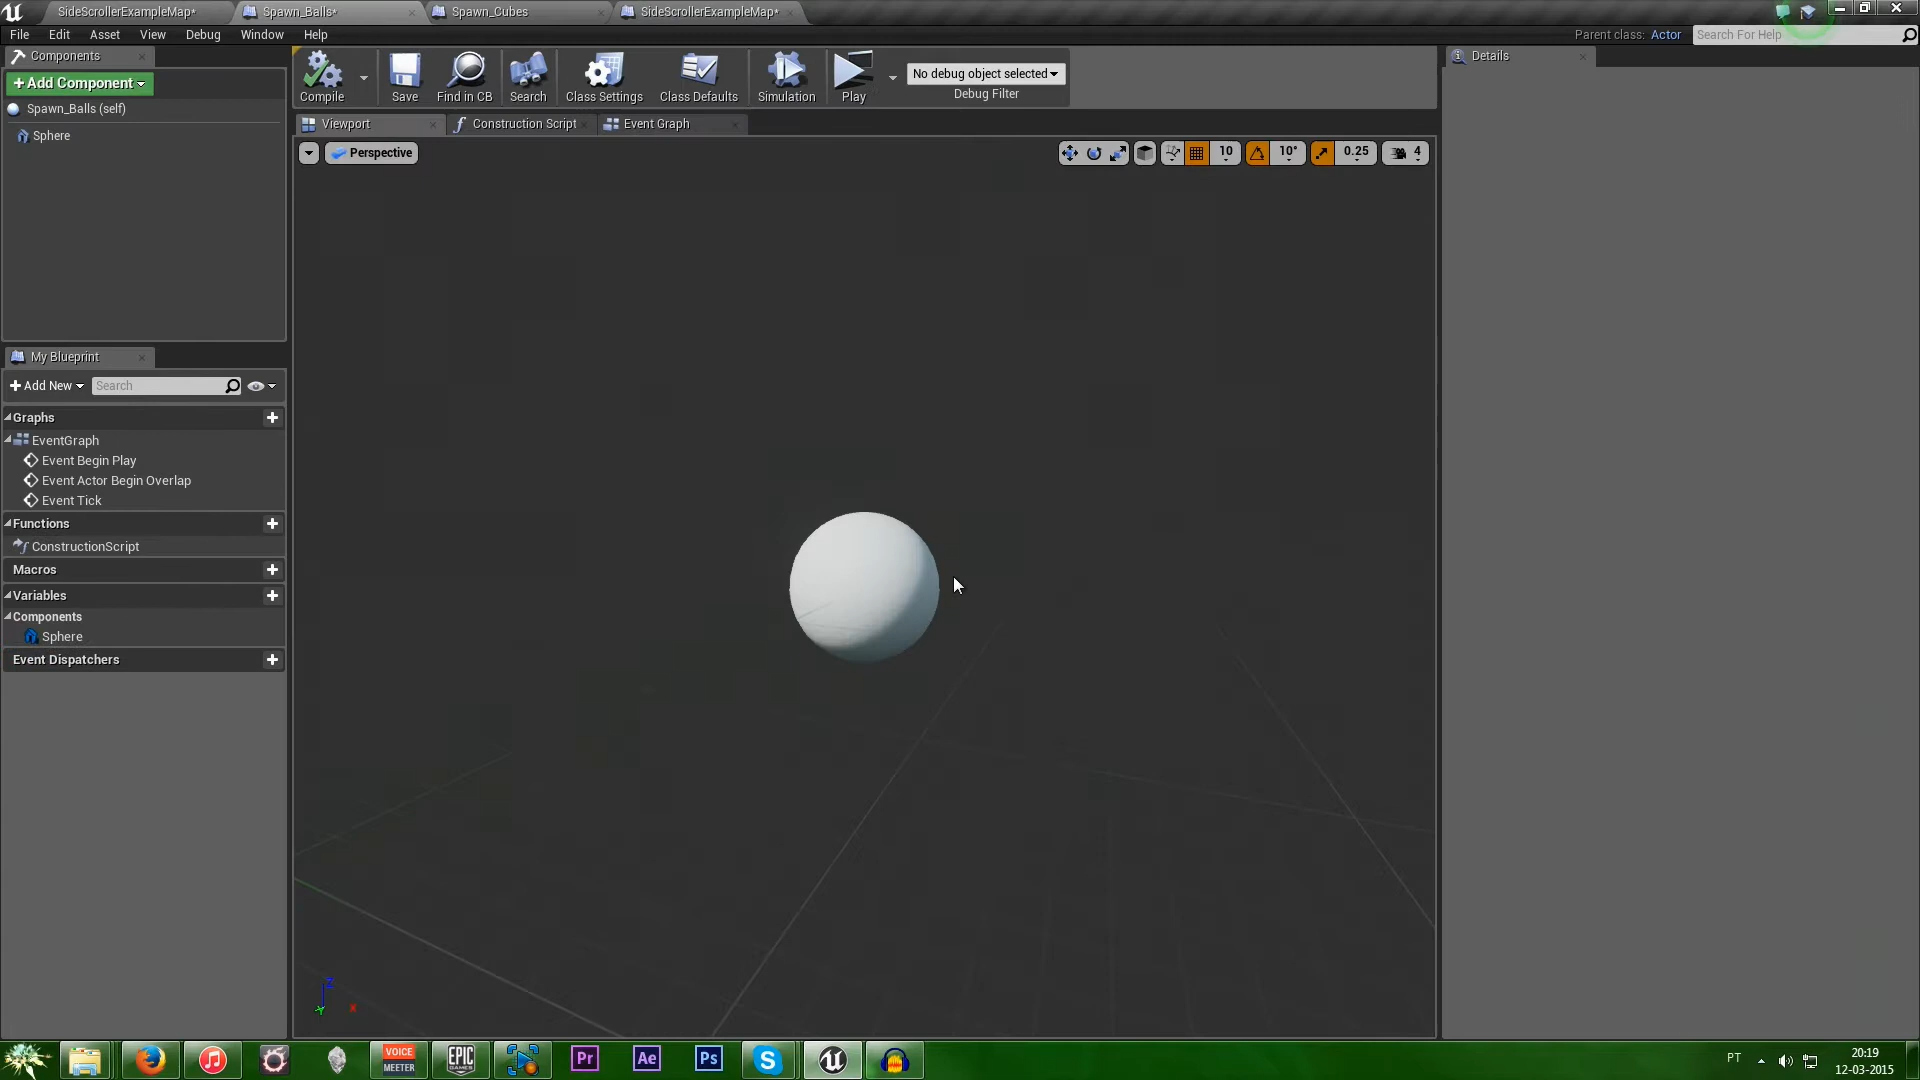 SideScrollerExampleMap*
Spawn_Balls*
Spawn_Cubes
SideScrollerExampleMap*
File Edit Asset View Debug Window Help
Parent class: Actor
Search For Help
Components
+Add Component
Spawn_Balls (self)
Sphere
Compile
Save
Find in CB
Search
Class Settings
Class Defaults
Simulation
Play
No debug object selected
Debug Filter
Details
Viewport
Construction Script
Event Graph
Perspective
10
10°
0.25
4
My Blueprint
+Add New
Search
Graphs
EventGraph
Event Begin Play
Event Actor Begin Overlap
Event Tick
Functions
ConstructionScript
Macros
Variables
Components
Sphere
Event Dispatchers
Z
Y
X
VOICE
MEETER
EPIC
GAMES
Pr
Ae
Ps
PT
20:19
12-03-2015